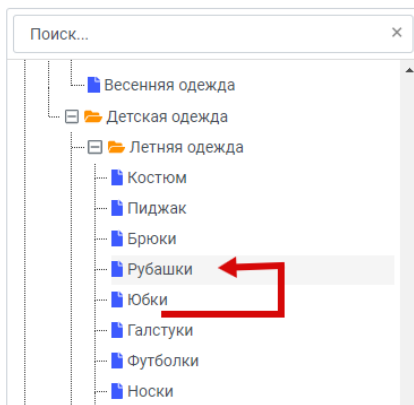 Поиск...
Весенняя одежда
Детская одежда
Летняя одежда
Костюм
Пиджак
Брюки
Рубашки
Юбки
Галстуки
Футболки
Носки